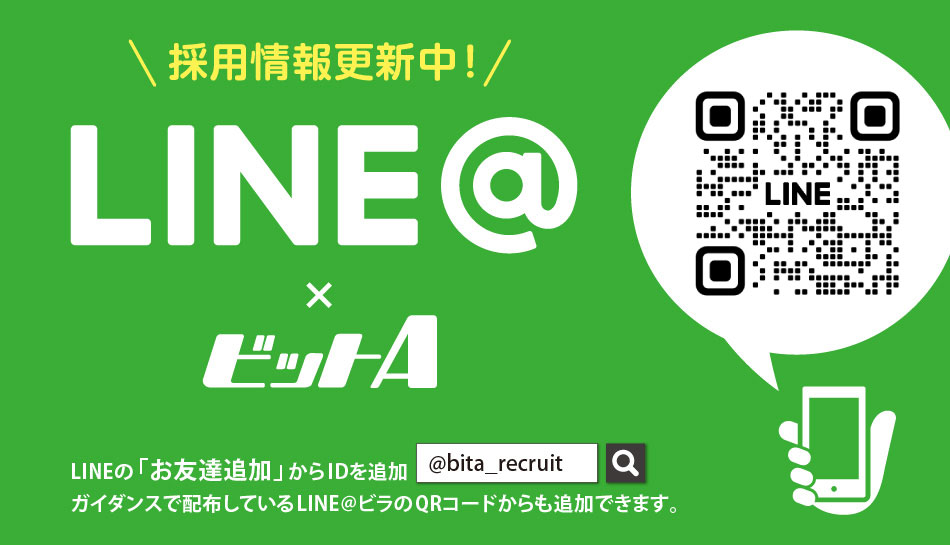 採用情報更新中！
LINE@
LINE
×
ビットA
LINEの「お友達追加」からIDを追加 @bita_recruit
ガイダンスで配布しているLINE@ビラのQRコードからも追加できます。